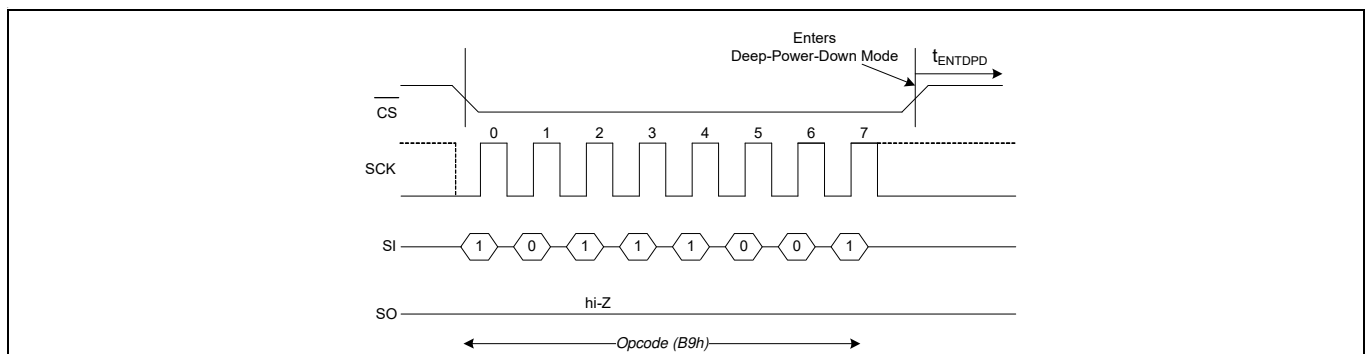 Enters
Deep-Power-Down Mode
tENTDPD
CS
0 1 2 3 4 5 6 7
SCK
SI 1 0 1 1 1 0 0 1
hi-Z
SO
Opcode (B9h)